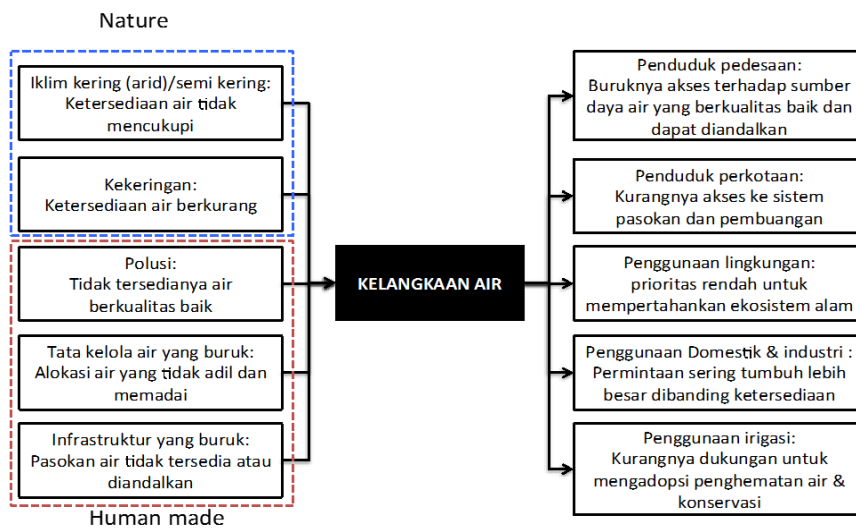 Nature
Iklim kering (arid)/semi kering:
Ketersediaan air tidak
mencukupi
Kekeringan:
Ketersediaan air berkurang
Polusi:
Tidak tersedianya air
berkualitas baik
Tata kelola air yang buruk:
Alokasi air yang tidak adil dan
memadai
Infrastruktur yang buruk:
Pasokan air tidak tersedia atau
diandalkan
Human made
KELANGKAAN AIR
Penduduk pedesaan:
Buruknya akses terhadap sumber
daya air yang berkualitas baik dan
dapat diandalkan
Penduduk perkotaan:
Kurangnya akses ke sistem
pasokan dan pembuangan
Penggunaan lingkungan:
prioritas rendah untuk
mempertahankan ekosistem alam
Penggunaan Domestik & industri :
Permintaan sering tumbuh lebih
besar dibanding ketersediaan
Penggunaan irigasi:
Kurangnya dukungan untuk
mengadopsi penghematan air &
konservasi